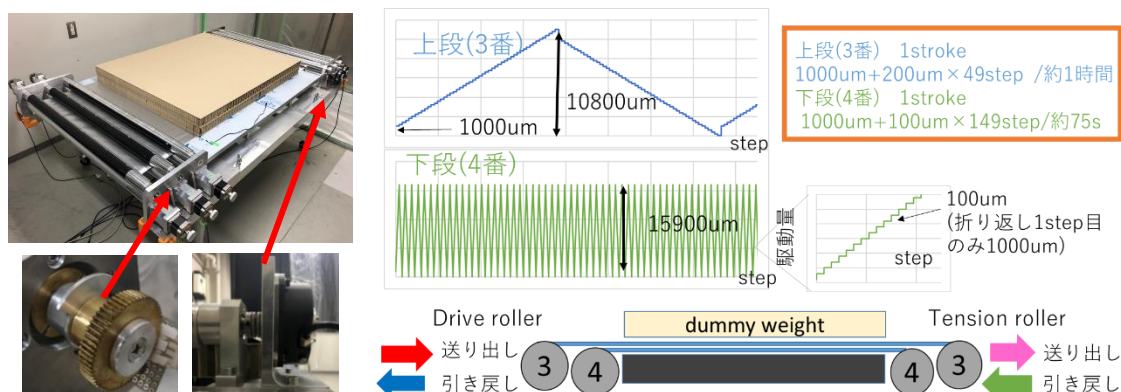 上段(3番)
10800um
1000um
step
上段(3番) 1stroke
1000um+200um×49step /約1時間
下段(4番) 1stroke
1000um+100um×149step/約75s
下段(4番)
15900um
step
駆動量
100um
(折り返し1step目
のみ1000um)
step
Drive roller
dummy weight
Tension roller
送り出し
引き戻し
3
4
4
3
送り出し
引き戻し